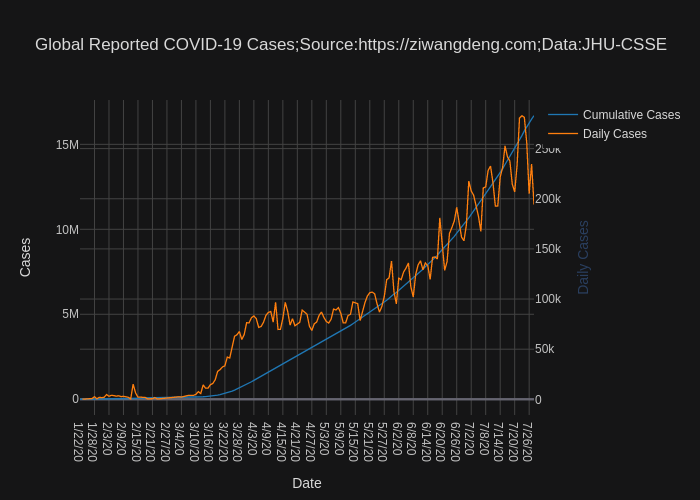 Global Reported COVID-19 Cases;Source:https://ziwangdeng.com;Data:JHU-CSSE
Cumulative Cases
Daily Cases
15M
10M
5M
0
Cases
250k
200k
150k
100k
50k
0
Daily Cases
1/22/20
1/28/20
2/3/20
2/9/20
2/15/20
2/21/20
2/27/20
3/4/20
3/10/20
3/16/20
3/22/20
3/28/20
4/3/20
4/9/20
4/15/20
4/21/20
4/27/20
5/3/20
5/9/20
5/15/20
5/21/20
5/27/20
6/2/20
6/8/20
6/14/20
6/20/20
6/26/20
7/2/20
7/8/20
7/14/20
7/20/20
7/26/20
Date